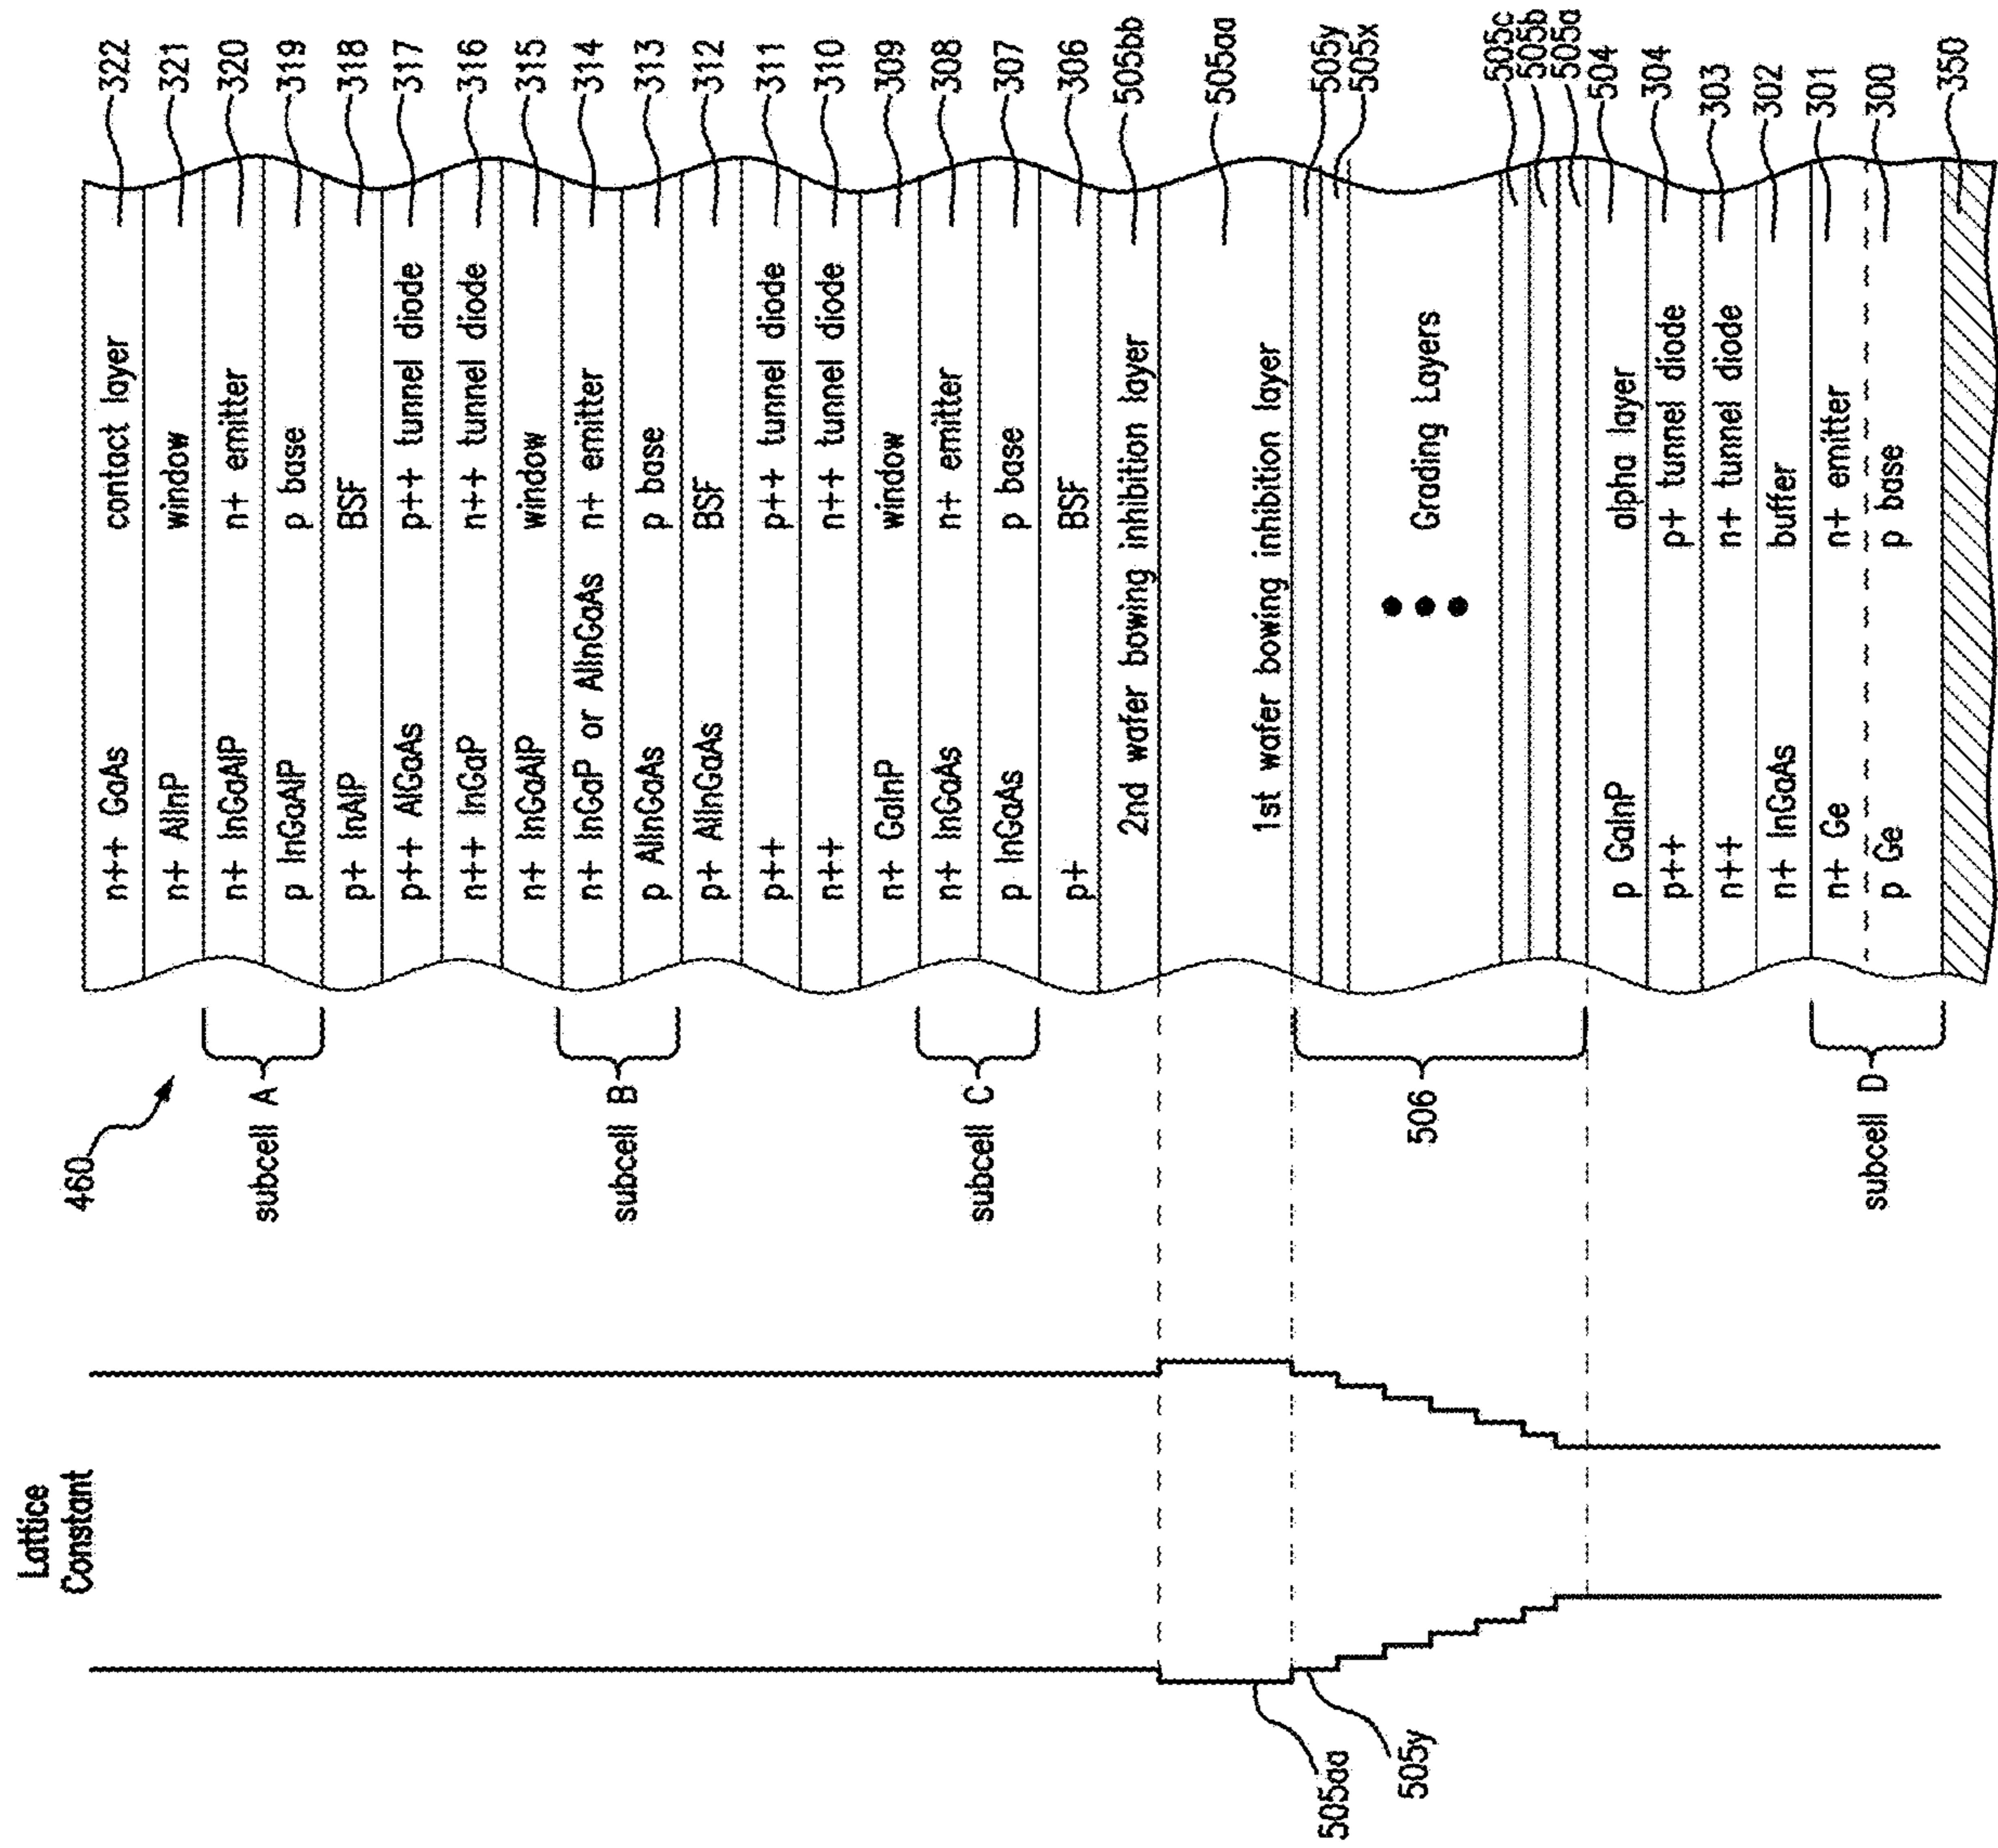 Lattice
Constant
460
n++ GaAs contact layer 322
n+ AlInP window 321
n+ InGaAlP n+ emitter 320
p InGaAlP p base 319
subcell A
p+ InAlP BSF 318
p++ AlGaAs p++ tunnel diode 317
n++ InGaP n++ tunnel diode 316
n+ InGaAlP window 315
n+ InGaP or AlInGaAs n+ emitter 314
p AlInGaAs p base 313
subcell B
p+ AlInGaAs BSF 312
p++ p++ tunnel diode 311
n++ n++ tunnel diode 310
n+ GaInP window 309
n+ InGaAs n+ emitter 308
p InGaAs p base 307
subcell C
p+ BSF 306
2nd wafer bowing inhibition layer 505bb
1st wafer bowing inhibition layer 505aa
505aa
505y
505y
505x
506
Grading Layers
505c
505b
505a
p GaInP alpha layer 504
p++ p+ tunnel diode 304
n++ n+ tunnel diode 303
n+ InGaAs buffer 302
n+ Ge n+ emitter 301
p Ge p base 300
subcell D
350